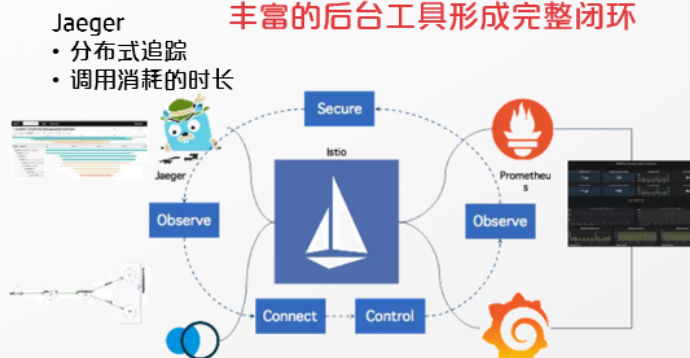 丰富的后台工具形成完整闭环
Jaeger
• 分布式追踪
• 调用消耗的时长
Secure
Istio
Jaeger
Prometheu
s
Observe
Observe
Connect
Control